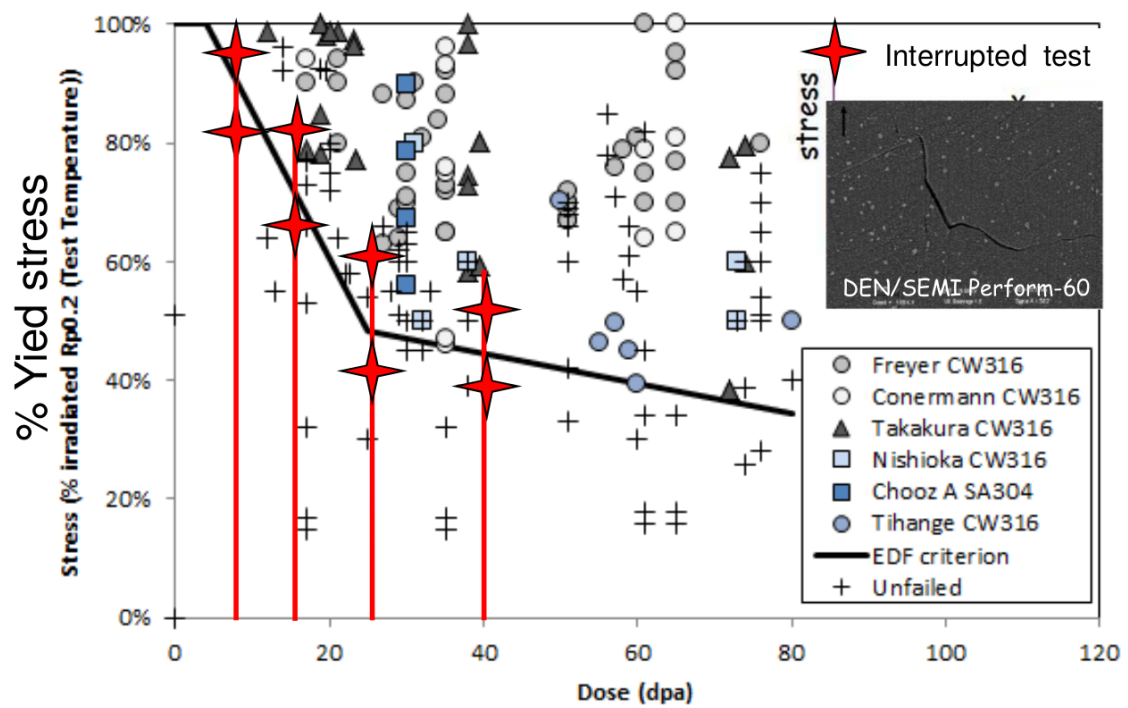 100%
80%
60%
40%
20%
0%
% Yied stress
Stress (% irradiated Rp0.2 (Test Temperature))
0
20
40
60
80
100
120
Dose (dpa)
Interrupted test
stress
DEN/SEMI Perform-60
Freyer CW316
Conermann CW316
Takakura CW316
Nishioka CW316
Chooz A SA304
Tihange CW316
EDF criterion
Unfailed